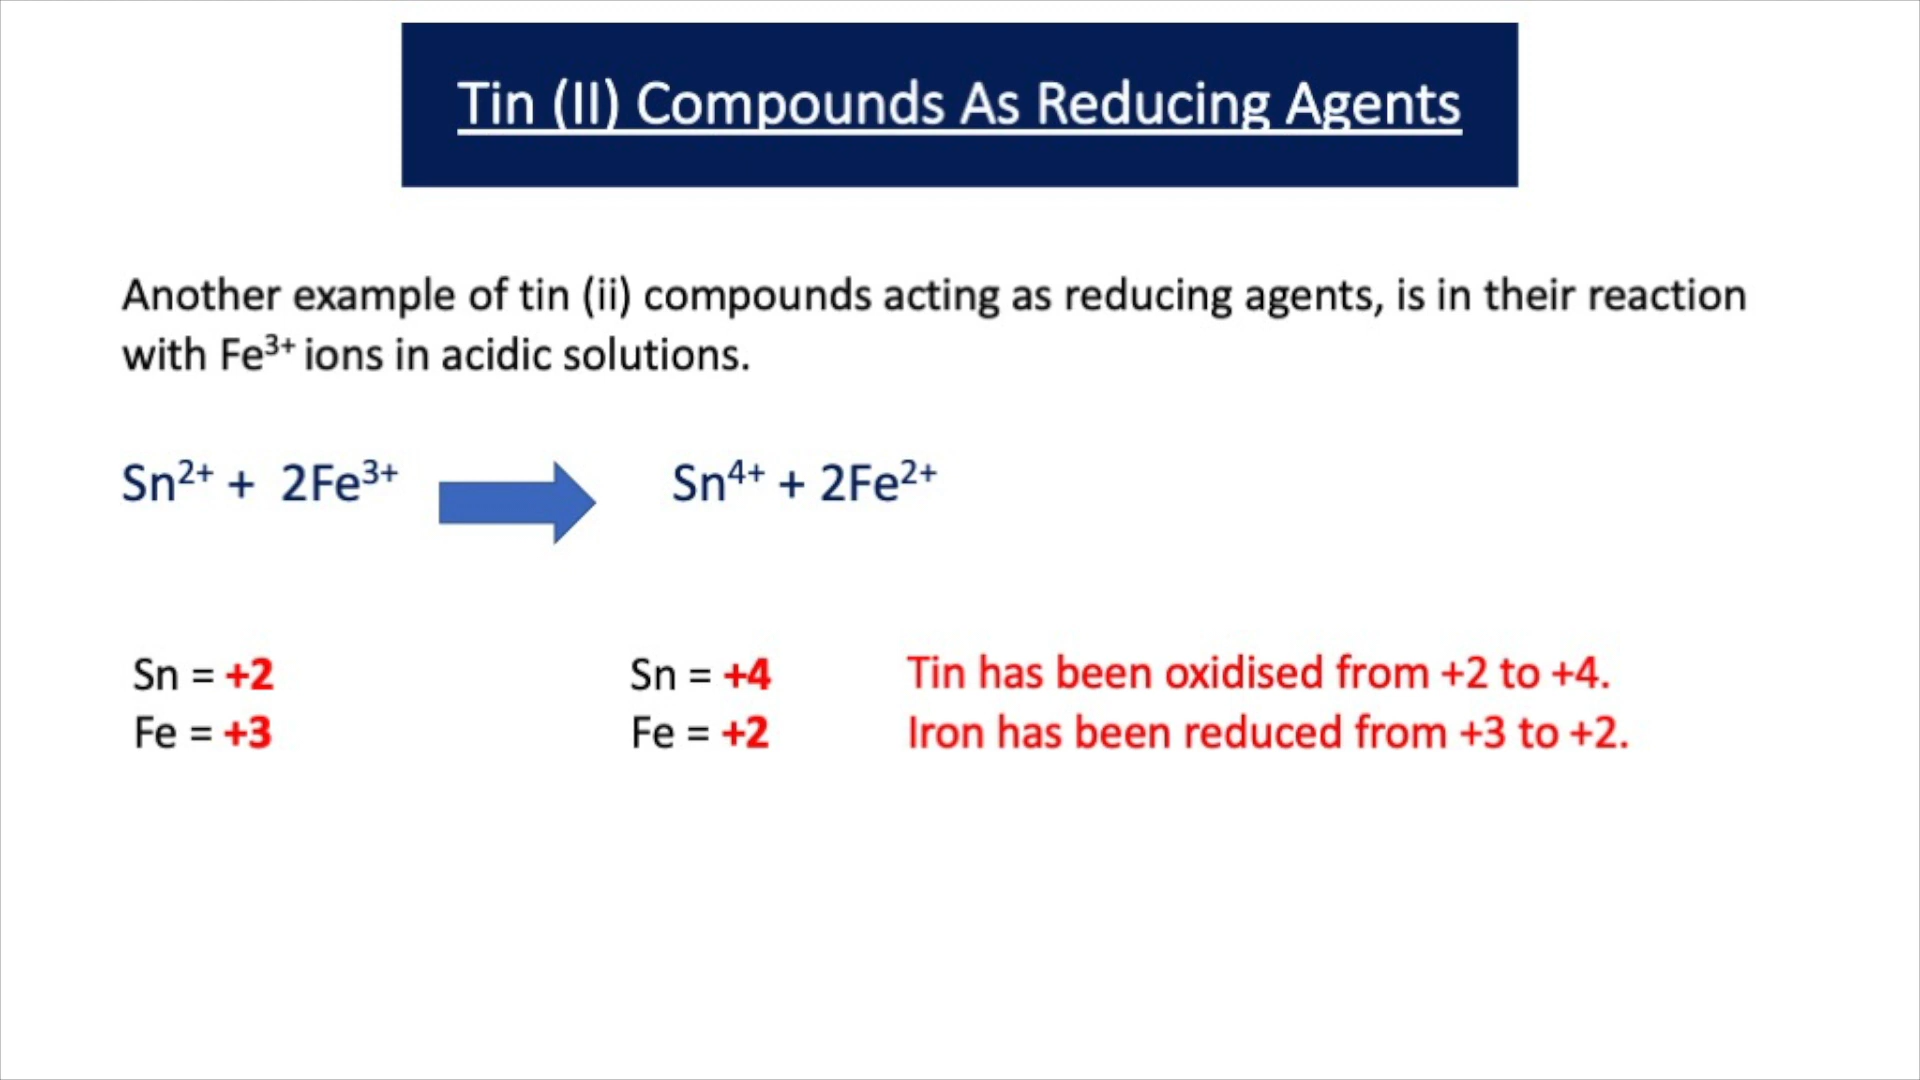 Tin (II) Compounds As Reducing Agents
Another example of tin (ii) compounds acting as reducing agents, is in their reaction
with Fe³⁺ ions in acidic solutions.
Sn²⁺ + 2Fe³⁺ Sn⁴⁺ + 2Fe²⁺
Sn = +2 Sn = +4 Tin has been oxidised from +2 to +4.
Fe = +3 Fe = +2 Iron has been reduced from +3 to +2.